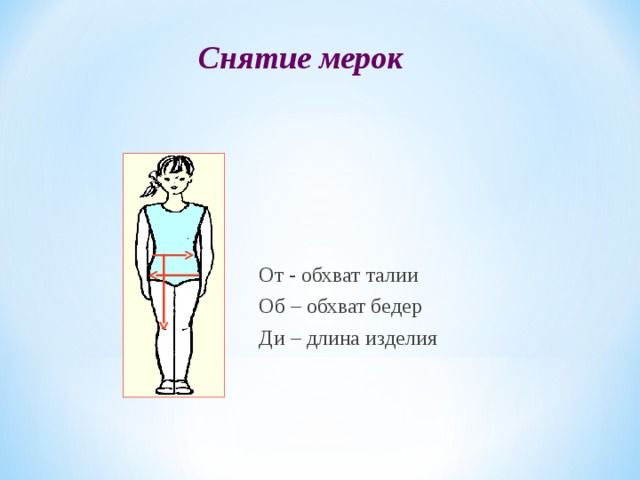 Снятие мерок
От - обхват талии
Об – обхват бедер
Ди – длина изделия